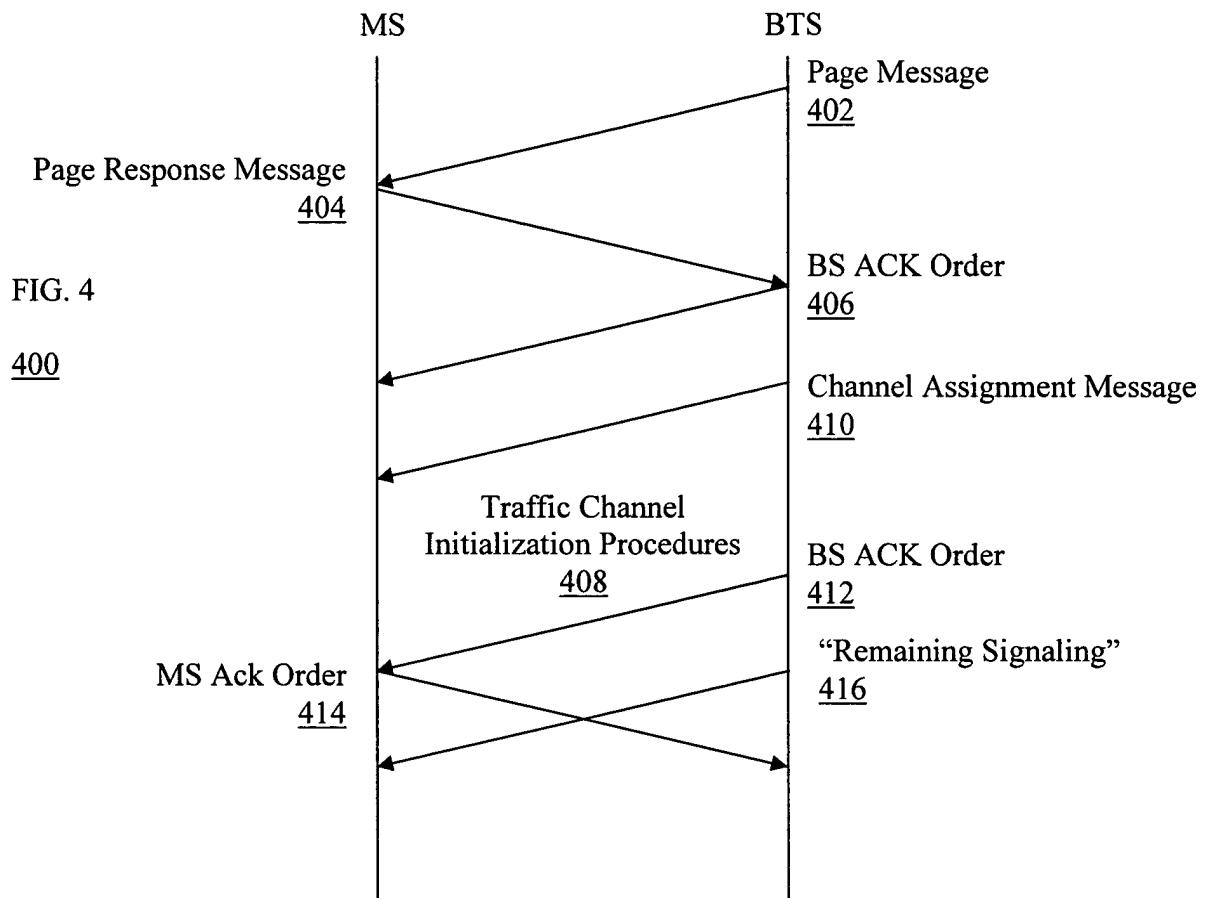 MS
BTS
Page Message
402
Page Response Message
404
FIG. 4
BS ACK Order
406
400
Channel Assignment Message
410
Traffic Channel
Initialization Procedures
408
BS ACK Order
412
MS Ack Order
414
“Remaining Signaling”
416